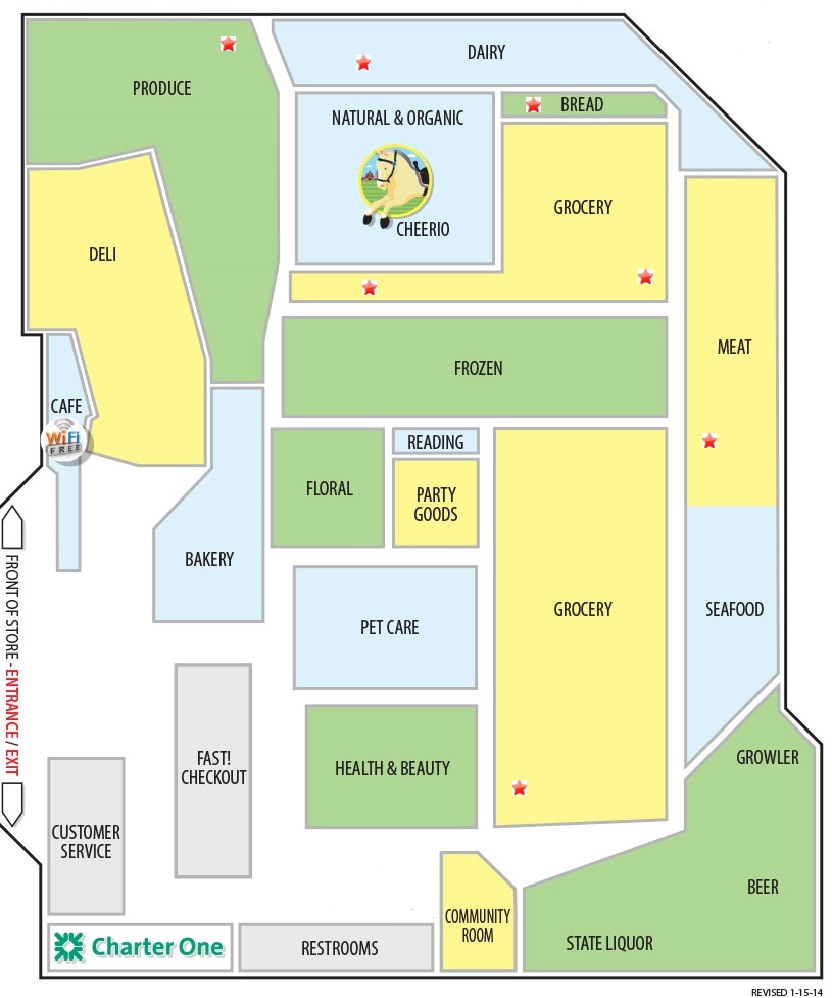 DAIRY
PRODUCE
BREAD
NATURAL & ORGANIC
GROCERY
CHEERIO
DELI
MEAT
FROZEN
CAFE
WiFi
FREE
READING
FLORAL
PARTY
GOODS
BAKERY
GROCERY
SEAFOOD
PET CARE
FRONT OF STORE - ENTRANCE / EXIT
FAST!
CHECKOUT
HEALTH & BEAUTY
GROWLER
CUSTOMER
SERVICE
BEER
COMMUNITY
ROOM
STATE LIQUOR
Charter One
RESTROOMS
REVISED 1-15-14